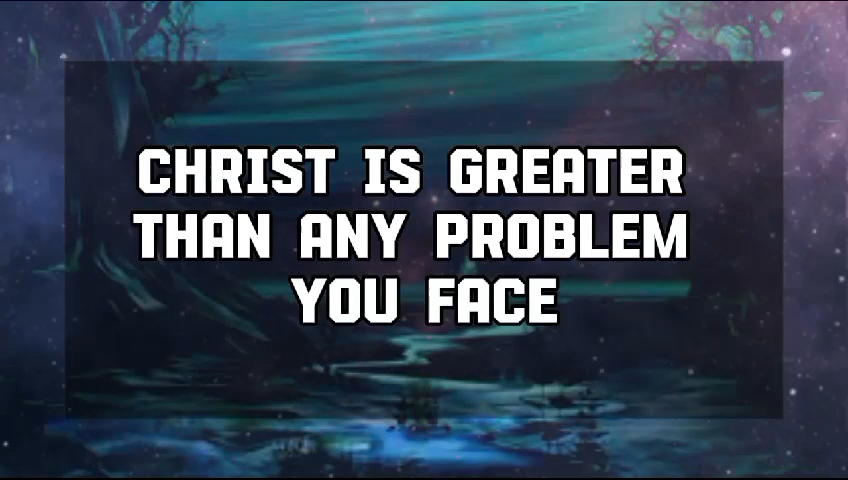 CHRIST IS GREATER
THAN ANY PROBLEM
YOU FACE